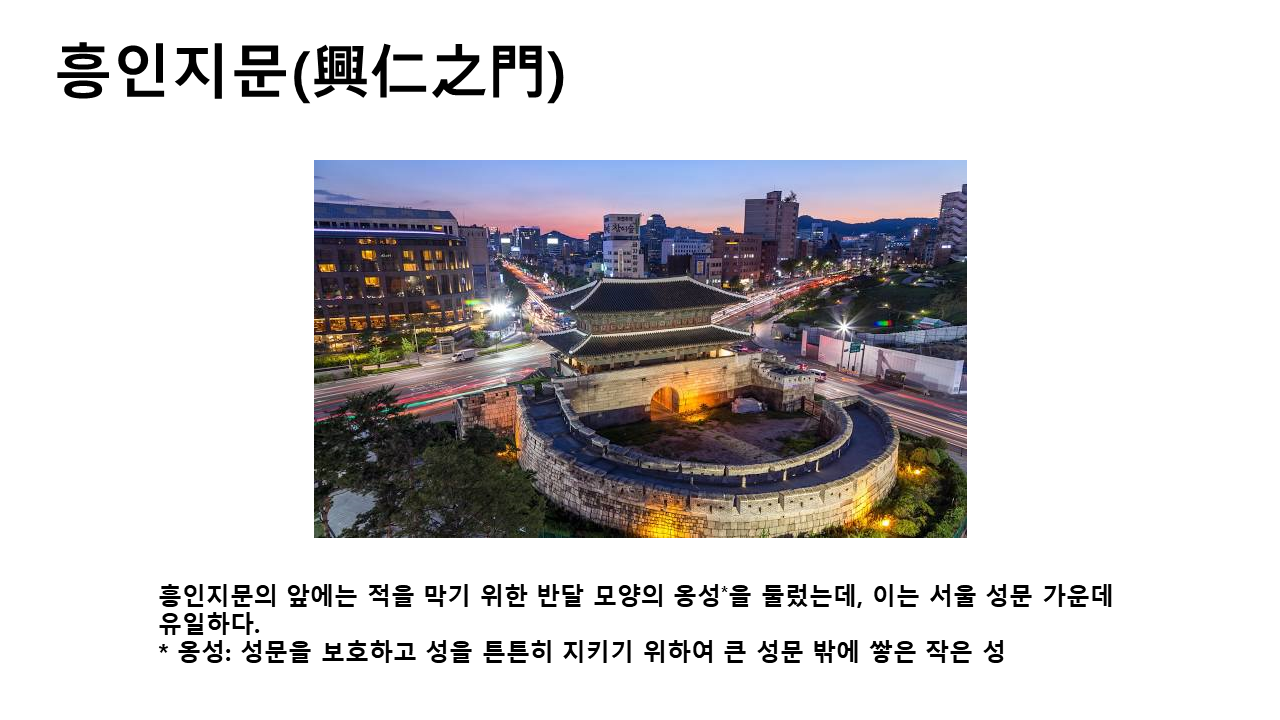 흥인지문(興仁之門)
참이슬
흥인지문의 앞에는 적을 막기 위한 반달 모양의 옹성*을 둘렀는데, 이는 서울 성문 가운데
유일하다.
* 옹성: 성문을 보호하고 성을 튼튼히 지키기 위하여 큰 성문 밖에 쌓은 작은 성